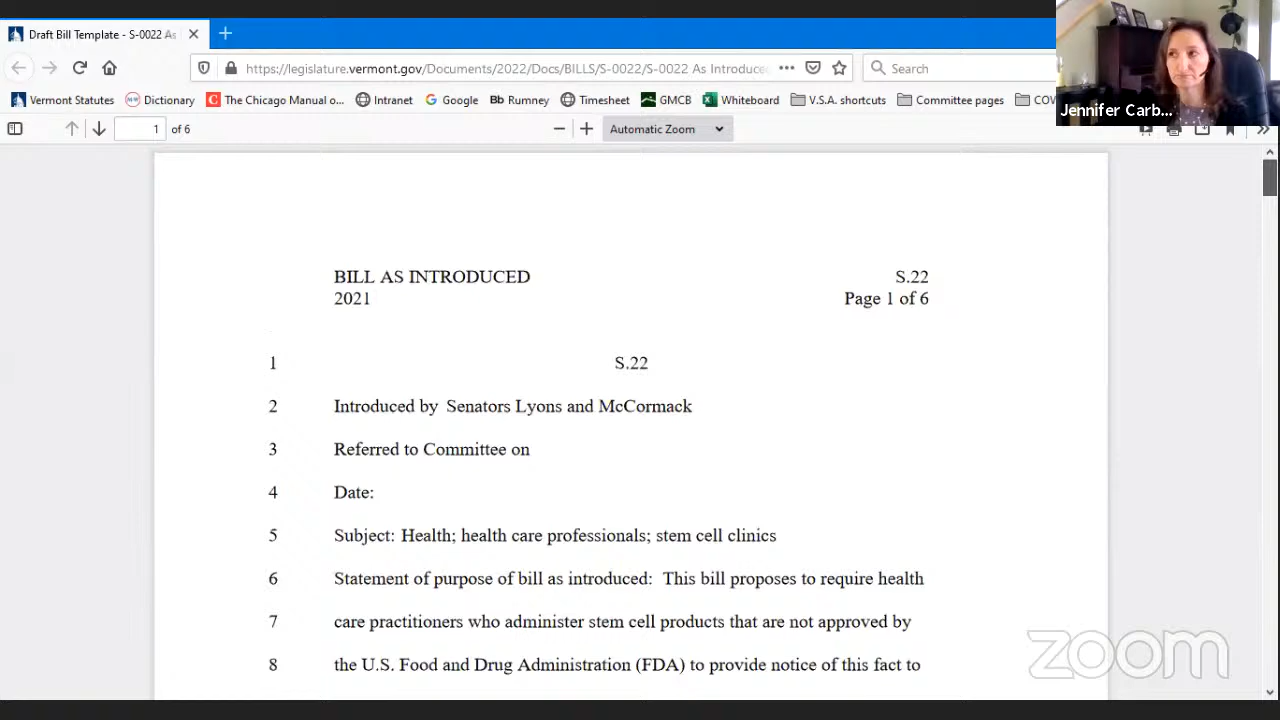 Draft Bill Template - S-0022 As
https://legislature.vermont.gov/Documents/2022/Docs/BILLS/S-0022/S-0022 As Introduced
Search
Vermont Statutes
Dictionary
The Chicago Manual o...
Intranet
Google
Bb Rumney
Timesheet
GMCB
Whiteboard
V.S.A. shortcuts
Committee pages
COV
Jennifer Carb...
1 of 6
Automatic Zoom
BILL AS INTRODUCED S.22
2021 Page 1 of 6
1 S.22
2 Introduced by Senators Lyons and McCormack
3 Referred to Committee on
4 Date:
5 Subject: Health; health care professionals; stem cell clinics
6 Statement of purpose of bill as introduced: This bill proposes to require health
7 care practitioners who administer stem cell products that are not approved by
8 the U.S. Food and Drug Administration (FDA) to provide notice of this fact to
zoom